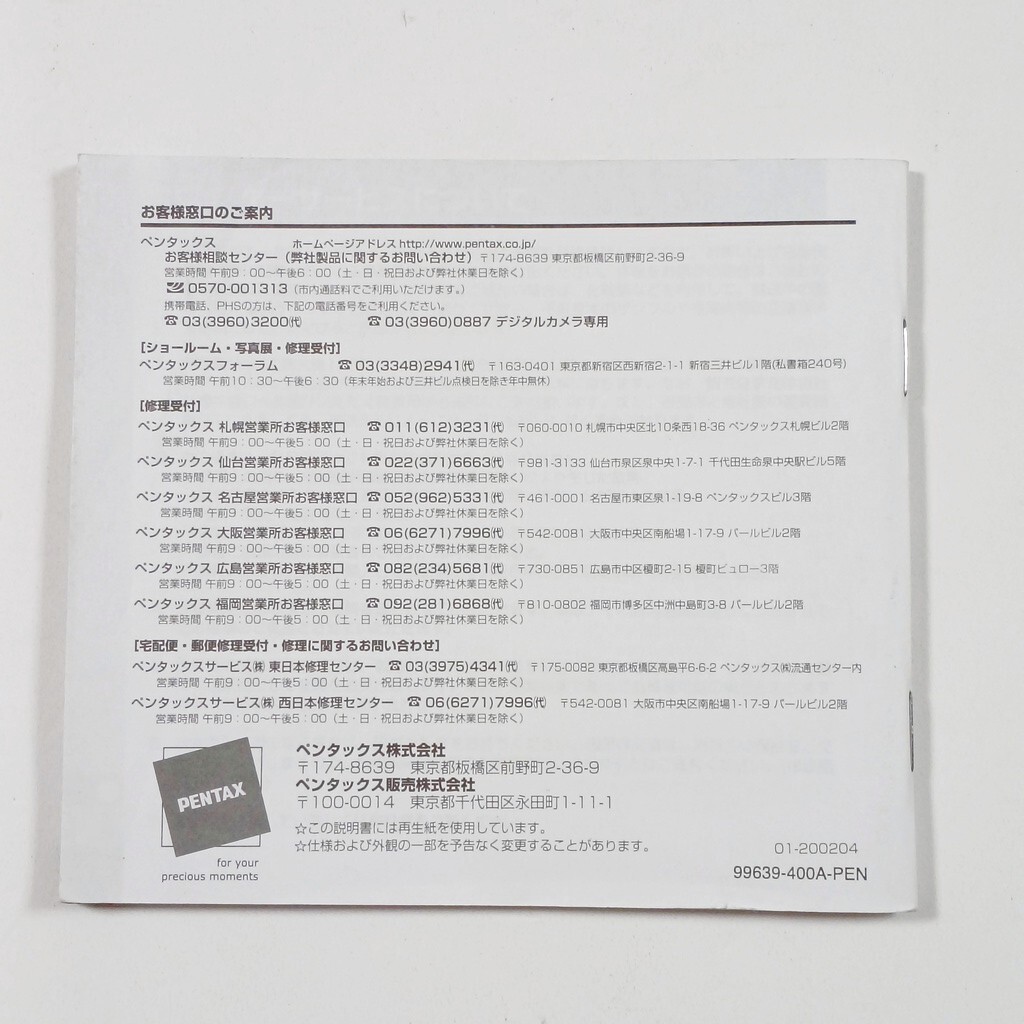 お客様窓口のご案内
ペンタックス ホームページアドレス http://www.pentax.co.jp/
お客様相談センター（弊社製品に関するお問い合わせ）〒174-8639 東京都板橋区前野町2-36-9
営業時間 午前9：00〜午後6：00（土・日・祝日および弊社休業日を除く）
0570-001313（市内通話料でご利用いただけます。）
携帯電話、PHSの方は、下記の電話番号をご利用ください。
☎03(3960)3200㈹ ☎03(3960)0887 デジタルカメラ専用
[ショールーム・写真展・修理受付]
ペンタックスフォーラム ☎03(3348)2941㈹ 〒163-0401 東京都新宿区西新宿2-1-1 新宿三井ビル1階(私書箱240号)
営業時間 午前10：30〜午後6：30（年末年始および三井ビル点検日を除き年中無休）
[修理受付]
ペンタックス 札幌営業所お客様窓口 ☎011(612)3231㈹ 〒060-0010 札幌市中央区北10条西18-36 ペンタックス札幌ビル2階
営業時間 午前9：00〜午後5：00（土・日・祝日および弊社休業日を除く）
ペンタックス 仙台営業所お客様窓口 ☎022(371)6663㈹ 〒981-3133 仙台市泉区泉中央1-7-1 千代田生命泉中央駅ビル5階
営業時間 午前9：00〜午後5：00（土・日・祝日および弊社休業日を除く）
ペンタックス 名古屋営業所お客様窓口 ☎052(962)5331㈹ 〒461-0001 名古屋市東区泉1-19-8 ペンタックスビル3階
営業時間 午前9：00〜午後5：00（土・日・祝日および弊社休業日を除く）
ペンタックス 大阪営業所お客様窓口 ☎06(6271)7996㈹ 〒542-0081 大阪市中央区南船場1-17-9 パールビル2階
営業時間 午前9：00〜午後5：00（土・日・祝日および弊社休業日を除く）
ペンタックス 広島営業所お客様窓口 ☎082(234)5681㈹ 〒730-0851 広島市中区榎町2-15 榎町ビュロー3階
営業時間 午前9：00〜午後5：00（土・日・祝日および弊社休業日を除く）
ペンタックス 福岡営業所お客様窓口 ☎092(281)6868㈹ 〒810-0802 福岡市博多区中洲中島町3-8 パールビル2階
営業時間 午前9：00〜午後5：00（土・日・祝日および弊社休業日を除く）
[宅配便・郵便修理受付・修理に関するお問い合わせ]
ペンタックスサービス㈱ 東日本修理センター ☎03(3975)4341㈹ 〒175-0082 東京都板橋区高島平6-6-2 ペンタックス㈱流通センター内
営業時間 午前9：00〜午後5：00（土・日・祝日および弊社休業日を除く）
ペンタックスサービス㈱ 西日本修理センター ☎06(6271)7996㈹ 〒542-0081 大阪市中央区南船場1-17-9 パールビル2階
営業時間 午前9：00〜午後5：00（土・日・祝日および弊社休業日を除く）
PENTAX
for your
precious moments
ペンタックス株式会社
〒174-8639 東京都板橋区前野町2-36-9
ペンタックス販売株式会社
〒100-0014 東京都千代田区永田町1-11-1
☆この説明書には再生紙を使用しています。
☆仕様および外観の一部を予告なく変更することがあります。
01-200204
99639-400A-PEN